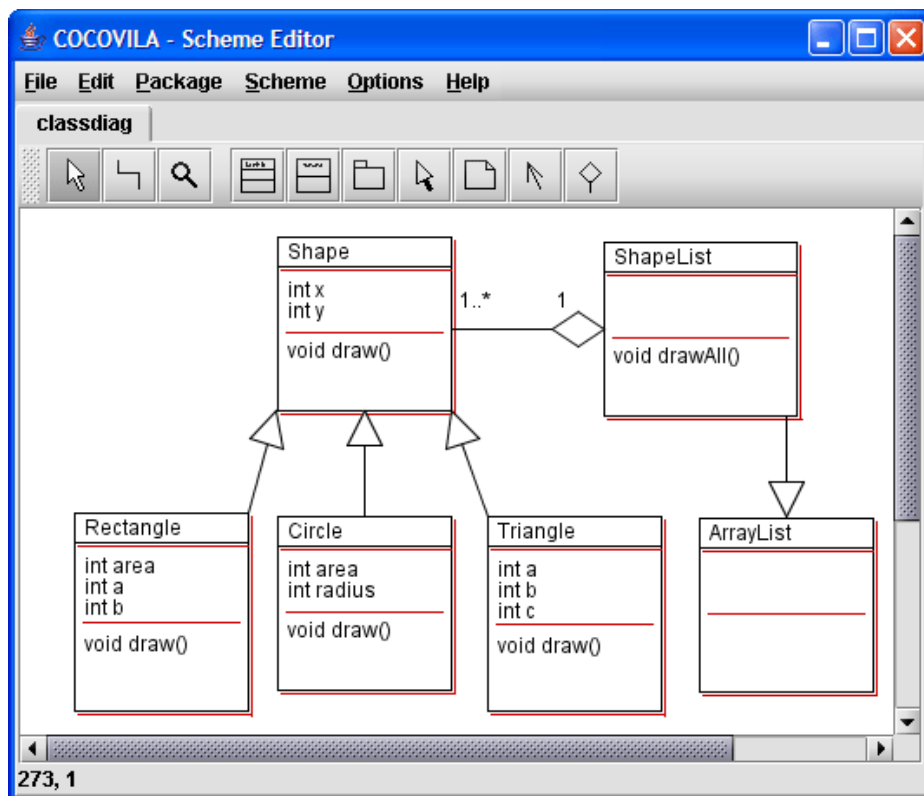 COCOVILA - Scheme Editor
File Edit Package Scheme Options Help
classdiag
Shape
int x
int y
void draw()
1..*
1
ShapeList
void drawAll()
Rectangle
int area
int a
int b
void draw()
Circle
int area
int radius
void draw()
Triangle
int a
int b
int c
void draw()
ArrayList
273, 1